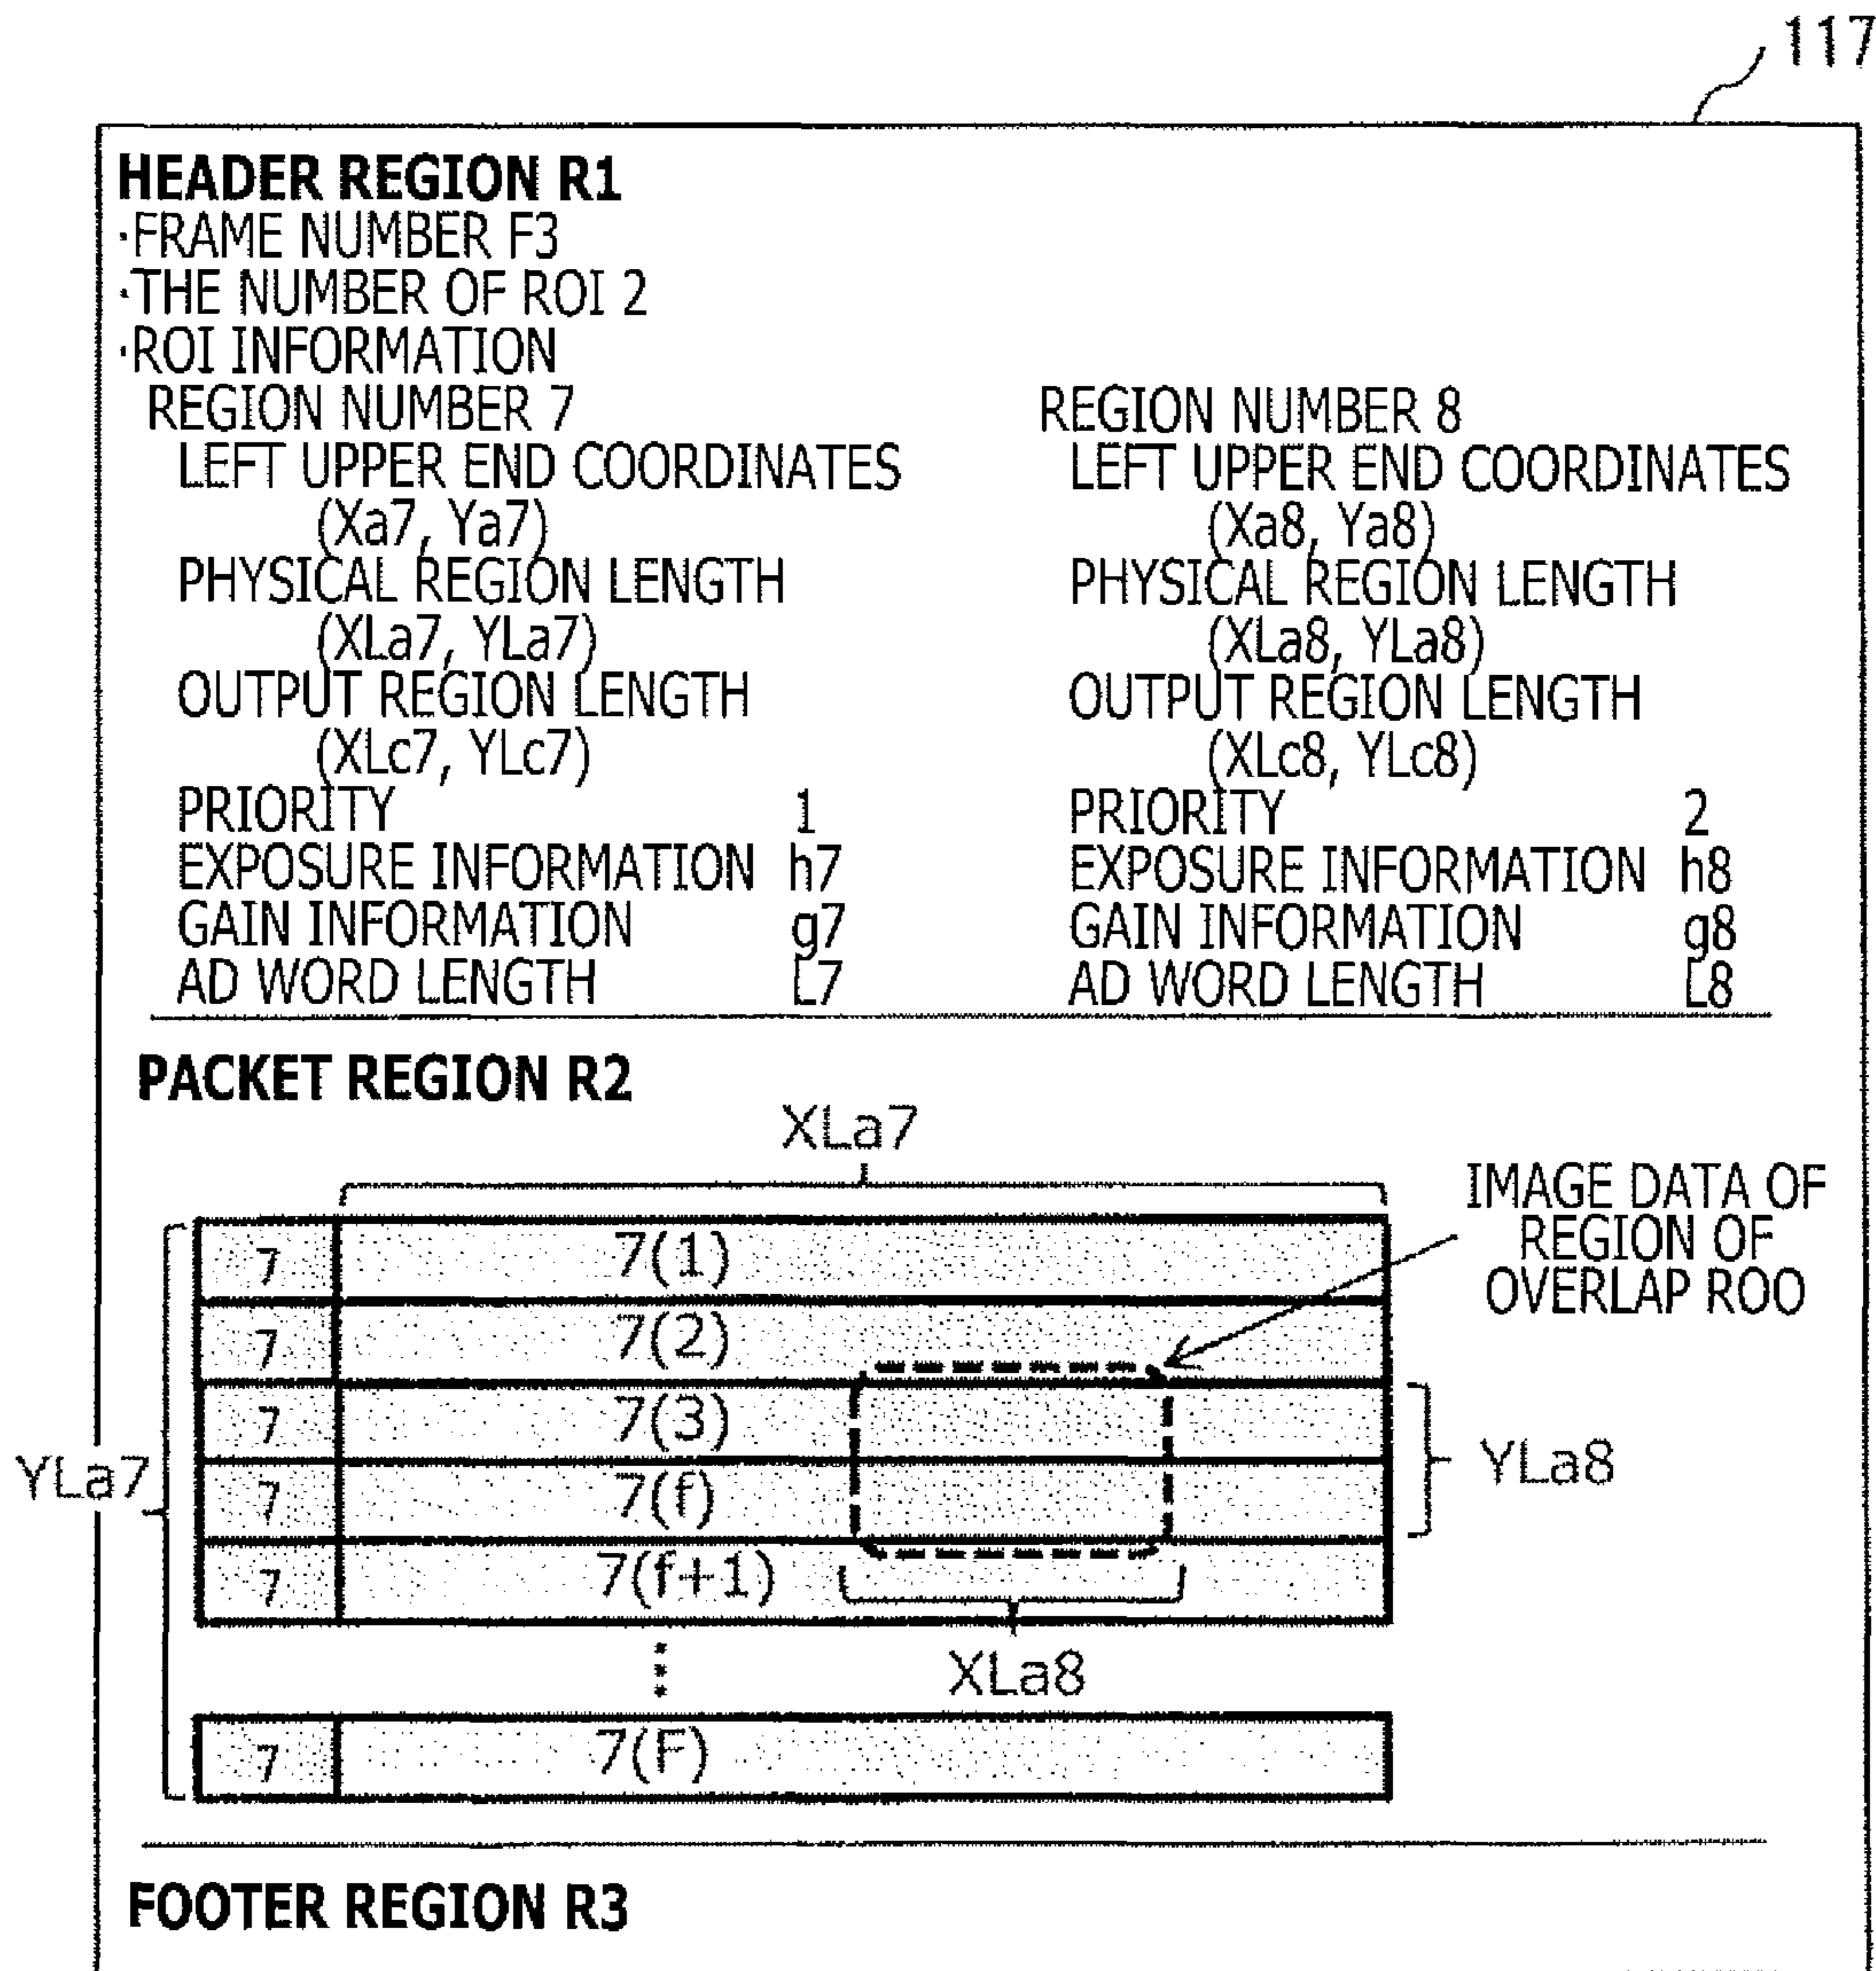 117
HEADER REGION R1
·FRAME NUMBER F3
·THE NUMBER OF ROI 2
·ROI INFORMATION
REGION NUMBER 7
LEFT UPPER END COORDINATES
(Xa7, Ya7)
PHYSICAL REGION LENGTH
(XLa7, YLa7)
OUTPUT REGION LENGTH
(XLc7, YLc7)
PRIORITY 1
EXPOSURE INFORMATION h7
GAIN INFORMATION g7
AD WORD LENGTH L7
REGION NUMBER 8
LEFT UPPER END COORDINATES
(Xa8, Ya8)
PHYSICAL REGION LENGTH
(XLa8, YLa8)
OUTPUT REGION LENGTH
(XLc8, YLc8)
PRIORITY 2
EXPOSURE INFORMATION h8
GAIN INFORMATION g8
AD WORD LENGTH L8
PACKET REGION R2
XLa7
IMAGE DATA OF
REGION OF
OVERLAP ROO
7 7(1)
7 7(2)
7 7(3)
7 7(f)
7 7(f+1)
YLa7
YLa8
XLa8
7 7(F)
FOOTER REGION R3